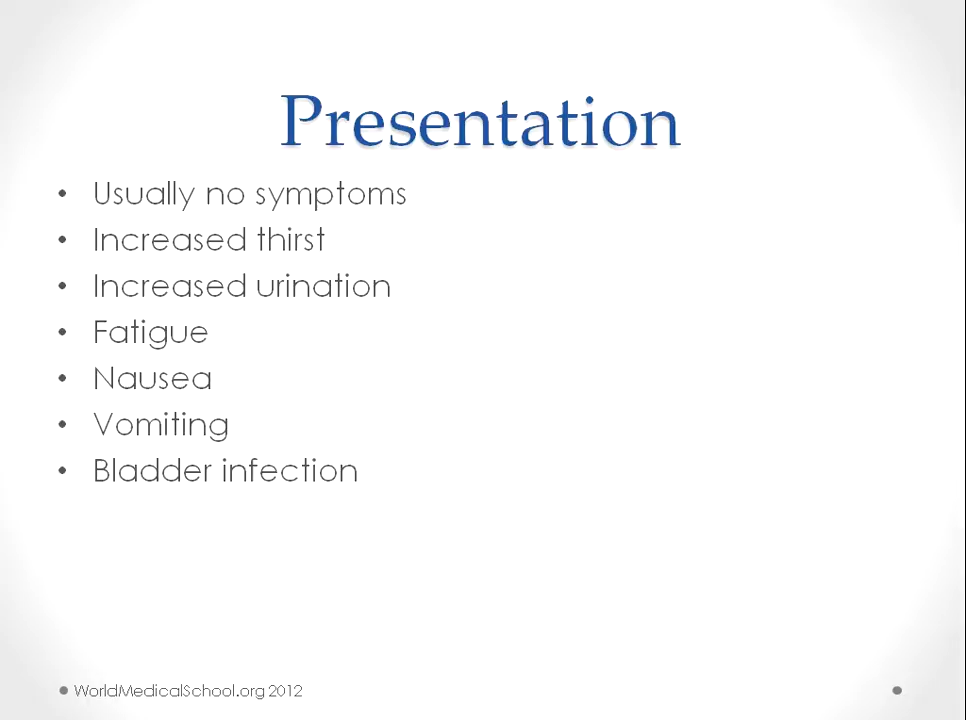 Presentation
• Usually no symptoms
• Increased thirst
• Increased urination
• Fatigue
• Nausea
• Vomiting
• Bladder infection
WorldMedicalSchool.org 2012